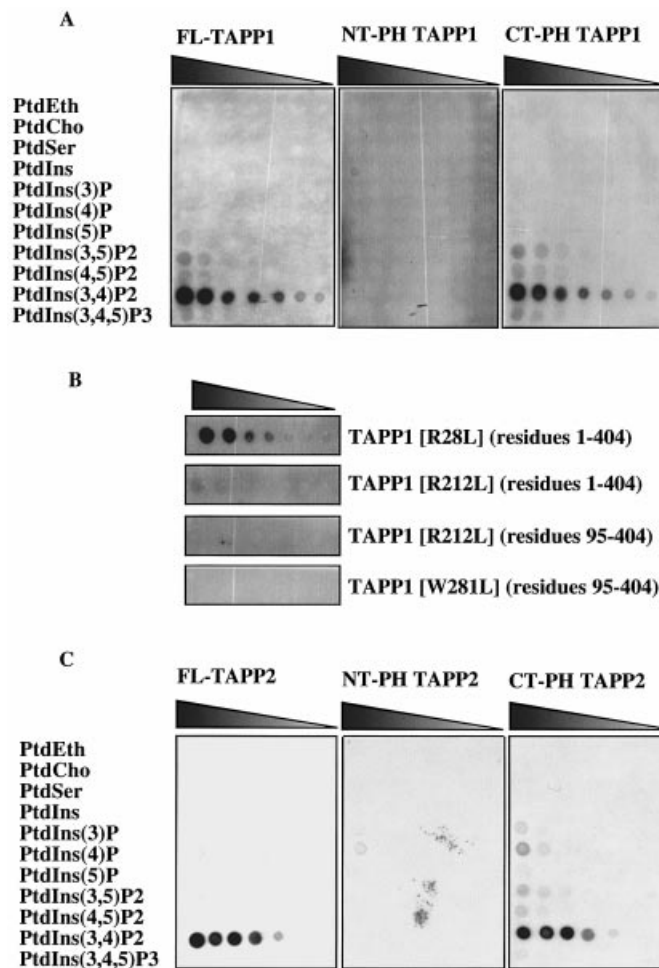 A
FL-TAPP1 NT-PH TAPP1 CT-PH TAPP1
PtdEth
PtdCho
PtdSer
PtdIns
PtdIns(3)P
PtdIns(4)P
PtdIns(5)P
PtdIns(3,5)P2
PtdIns(4,5)P2
PtdIns(3,4)P2
PtdIns(3,4,5)P3
B
TAPP1 [R28L] (residues 1-404)
TAPP1 [R212L] (residues 1-404)
TAPP1 [R212L] (residues 95-404)
TAPP1 [W281L] (residues 95-404)
C
FL-TAPP2 NT-PH TAPP2 CT-PH TAPP2
PtdEth
PtdCho
PtdSer
PtdIns
PtdIns(3)P
PtdIns(4)P
PtdIns(5)P
PtdIns(3,5)P2
PtdIns(4,5)P2
PtdIns(3,4)P2
PtdIns(3,4,5)P3